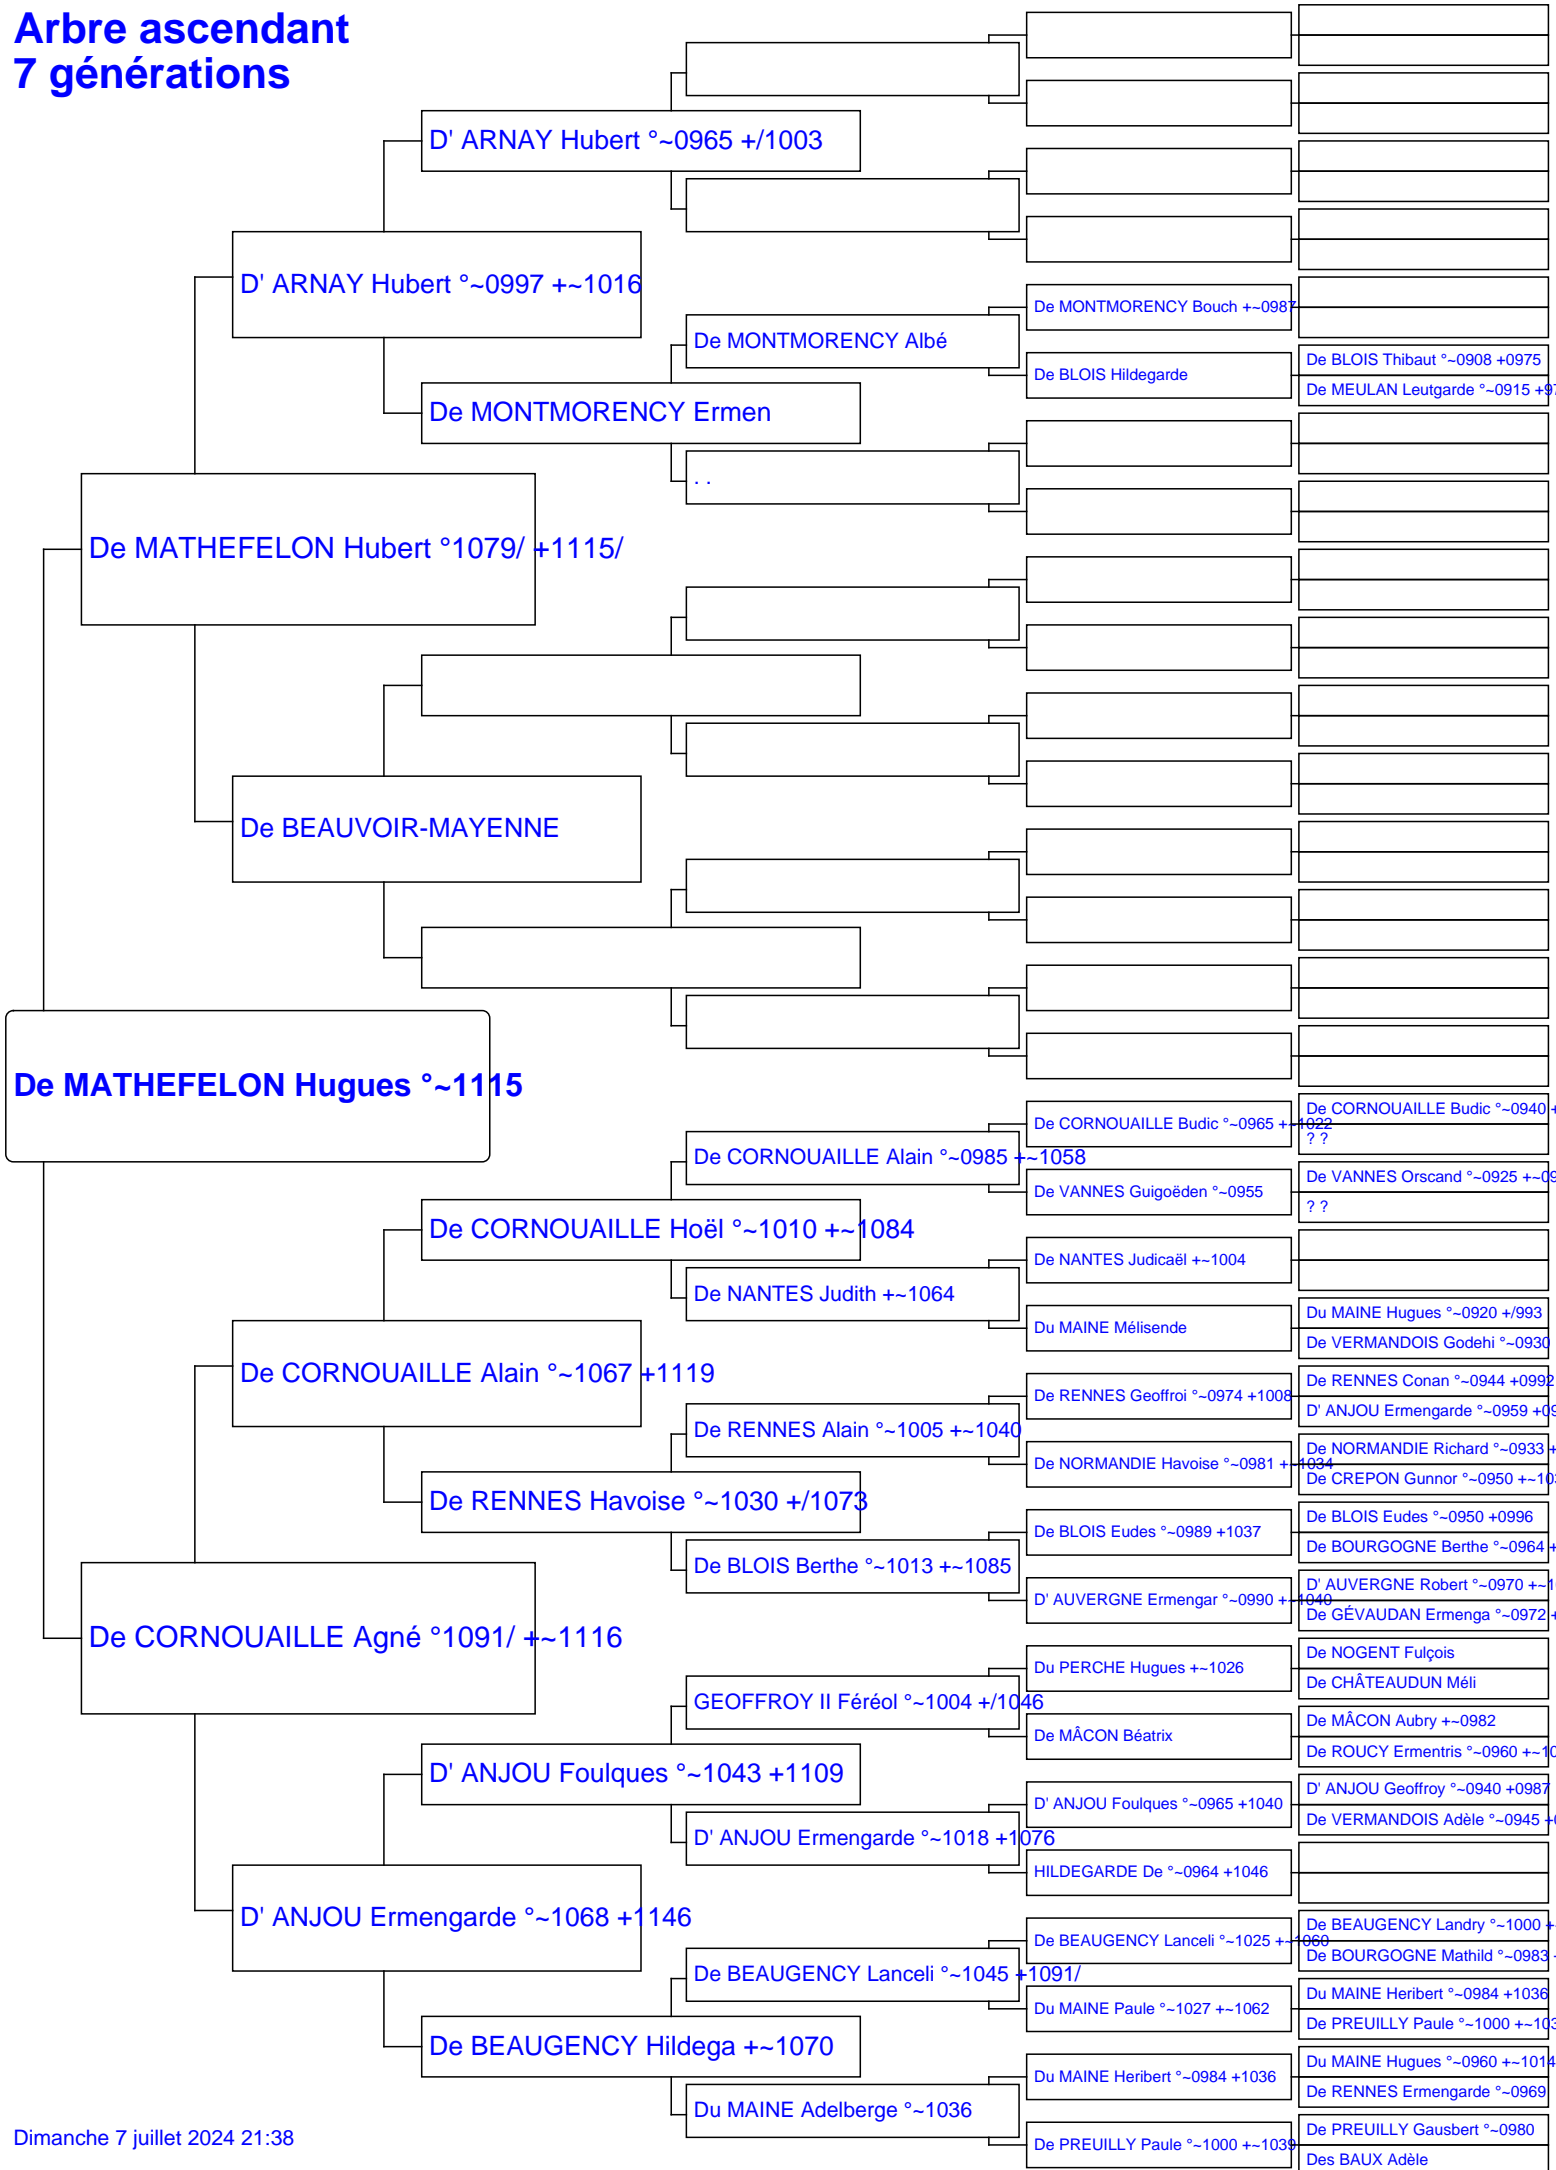 Arbre ascendant
7 générations
D' ARNAY Hubert °~0965 +/1003
D' ARNAY Hubert °~0997 +~1016
De MONTMORENCY Bouch +~0987
De MONTMORENCY Albé
De BLOIS Thibaut °~0908 +0975
De BLOIS Hildegarde
De MEULAN Leutgarde °~0915 +97
De MONTMORENCY Ermen
. .
De MATHEFELON Hubert °1079/ +1115/
De BEAUVOIR-MAYENNE
De MATHEFELON Hugues °~1115
De CORNOUAILLE Budic °~0940 +
De CORNOUAILLE Budic °~0965 +~1022
? ?
De CORNOUAILLE Alain °~0985 +~1058
De VANNES Orscand °~0925 +~09
De VANNES Guigoëden °~0955
? ?
De CORNOUAILLE Hoël °~1010 +~1084
De NANTES Judicaël +~1004
De NANTES Judith +~1064
Du MAINE Hugues °~0920 +/993
Du MAINE Mélisende
De VERMANDOIS Godehi °~0930
De CORNOUAILLE Alain °~1067 +1119
De RENNES Conan °~0944 +0992
De RENNES Geoffroi °~0974 +1008
D' ANJOU Ermengarde °~0959 +09
De RENNES Alain °~1005 +~1040
De NORMANDIE Richard °~0933 +
De NORMANDIE Havoise °~0981 +~1034
De CREPON Gunnor °~0950 +~103
De RENNES Havoise °~1030 +/1073
De BLOIS Eudes °~0950 +0996
De BLOIS Eudes °~0989 +1037
De BOURGOGNE Berthe °~0964 +
De BLOIS Berthe °~1013 +~1085
D' AUVERGNE Robert °~0970 +~1
D' AUVERGNE Ermengar °~0990 +~1040
De GÉVAUDAN Ermenga °~0972 +
De CORNOUAILLE Agné °1091/ +~1116
De NOGENT Fulçois
Du PERCHE Hugues +~1026
De CHÂTEAUDUN Méli
GEOFFROY II Féréol °~1004 +/1046
De MÂCON Aubry +~0982
De MÂCON Béatrix
De ROUCY Ermentris °~0960 +~10
D' ANJOU Foulques °~1043 +1109
D' ANJOU Geoffroy °~0940 +0987
D' ANJOU Foulques °~0965 +1040
De VERMANDOIS Adèle °~0945 +
D' ANJOU Ermengarde °~1018 +1076
HILDEGARDE De °~0964 +1046
D' ANJOU Ermengarde °~1068 +1146
De BEAUGENCY Landry °~1000 +
De BEAUGENCY Lanceli °~1025 +~1060
De BOURGOGNE Mathild °~0983 +
De BEAUGENCY Lanceli °~1045 +1091/
Du MAINE Heribert °~0984 +1036
Du MAINE Paule °~1027 +~1062
De PREUILLY Paule °~1000 +~103
De BEAUGENCY Hildega +~1070
Du MAINE Hugues °~0960 +~1014
Du MAINE Heribert °~0984 +1036
De RENNES Ermengarde °~0969
Du MAINE Adelberge °~1036
De PREUILLY Gausbert °~0980
De PREUILLY Paule °~1000 +~1039
Des BAUX Adèle
Dimanche 7 juillet 2024 21:38